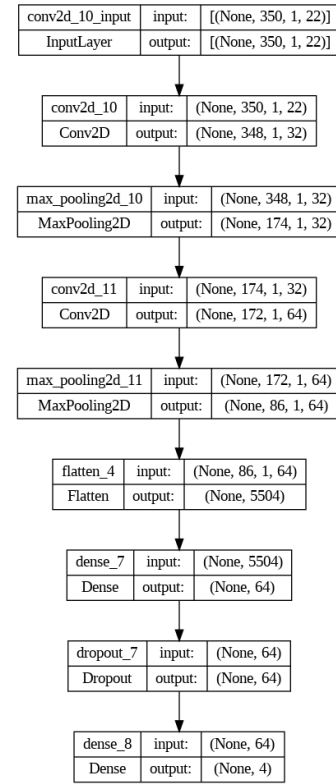 conv2d_10_input input: [(None, 350, 1, 22)]
InputLayer output: [(None, 350, 1, 22)]
conv2d_10 input: (None, 350, 1, 22)
Conv2D output: (None, 348, 1, 32)
max_pooling2d_10 input: (None, 348, 1, 32)
MaxPooling2D output: (None, 174, 1, 32)
conv2d_11 input: (None, 174, 1, 32)
Conv2D output: (None, 172, 1, 64)
max_pooling2d_11 input: (None, 172, 1, 64)
MaxPooling2D output: (None, 86, 1, 64)
flatten_4 input: (None, 86, 1, 64)
Flatten output: (None, 5504)
dense_7 input: (None, 5504)
Dense output: (None, 64)
dropout_7 input: (None, 64)
Dropout output: (None, 64)
dense_8 input: (None, 64)
Dense output: (None, 4)